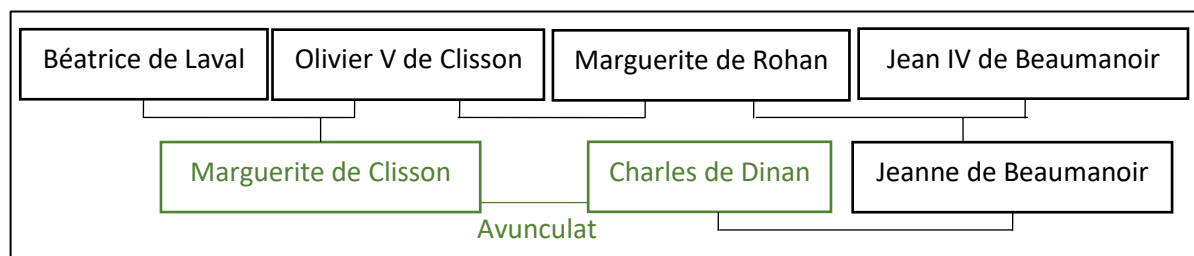 Béatrice de Laval
Olivier V de Clisson
Marguerite de Rohan
Jean IV de Beaumanoir
Marguerite de Clisson
Charles de Dinan
Jeanne de Beaumanoir
Avunculat